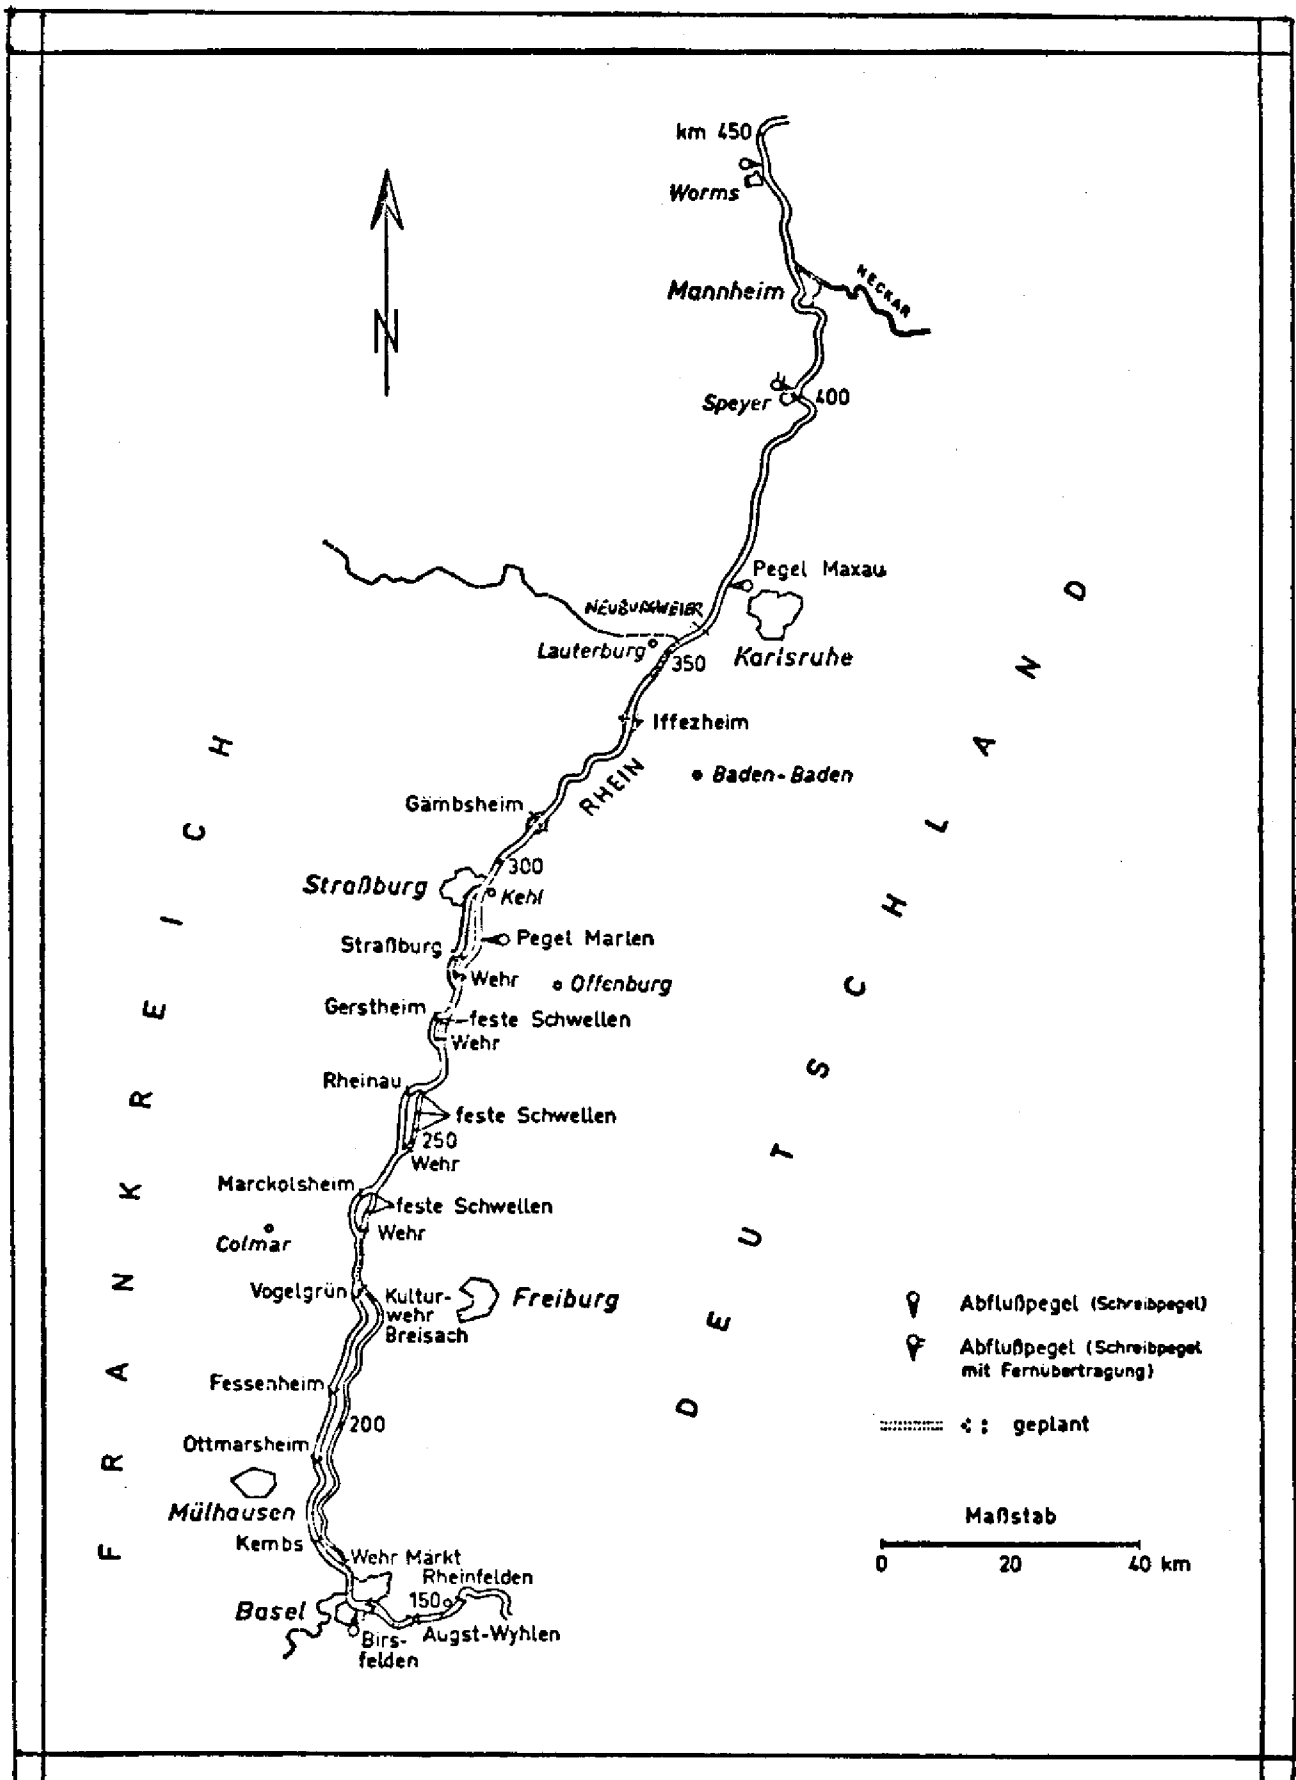 km 450
Worms
Mannheim
NECKAR
N
Speyer
400
Pegel Maxau
NEUBURGWEIER
Lauterburg
350
Karlsruhe
Iffezheim
Baden-Baden
RHEIN
Gambsheim
300
Straßburg
Kehl
Pegel Marlen
Straßburg
Wehr
Offenburg
Gerstheim
feste Schwellen
Wehr
Rheinau
feste Schwellen
250
Wehr
Marckolsheim
feste Schwellen
Wehr
Colmar
Vogelgrün
Kultur-
wehr
Breisach
Freiburg
Fessenheim
200
Ottmarsheim
Mülhausen
Kembs
Wehr Märkt
Rheinfelden
150
Basel
Augst-Wyhlen
Birs-
felden
FRANKREICH
DEUTSCHLAND
Abflußpegel (Schreibpegel)
Abflußpegel (Schreibpegel
mit Fernübertragung)
geplant
Maßstab
0 20 40 km